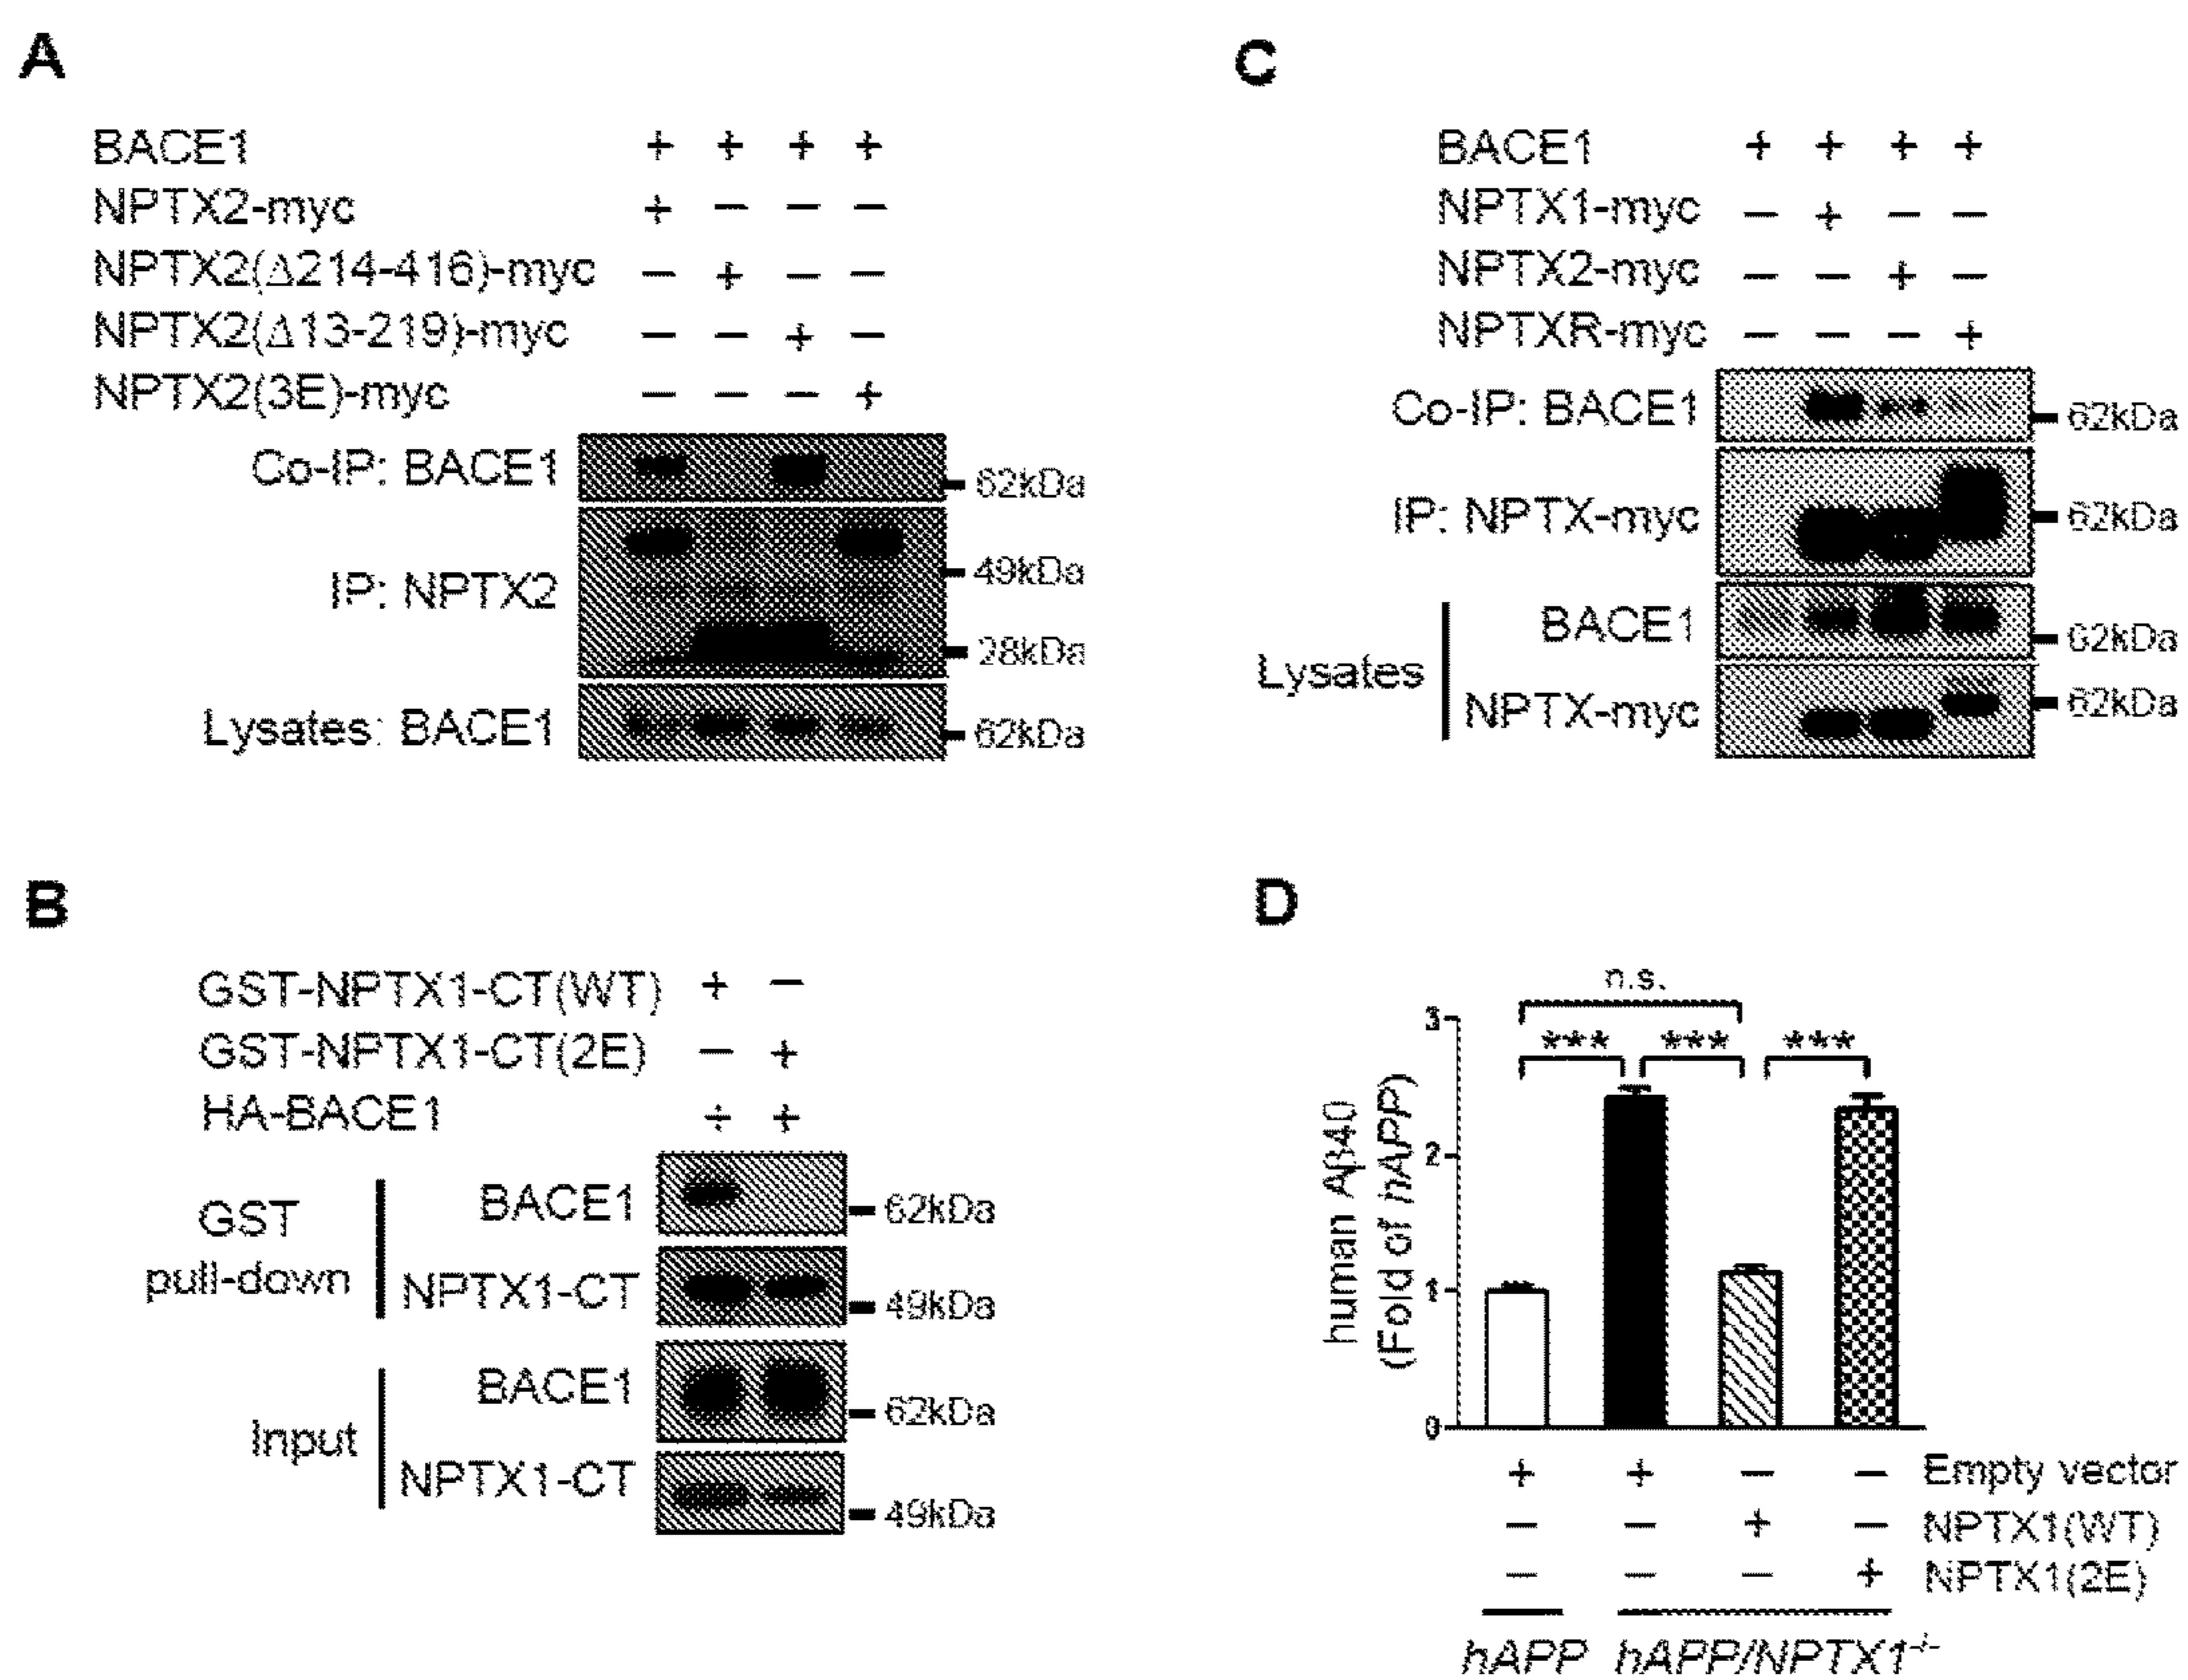 A
BACE1 + + + +
NPTX2-myc + − − −
NPTX2(Δ214-416)-myc − + − −
NPTX2(Δ13-219)-myc − − + −
NPTX2(3E)-myc − − − +
Co-IP: BACE1 62kDa
IP: NPTX2 49kDa
28kDa
Lysates: BACE1 62kDa
B
GST-NPTX1-CT(WT) + −
GST-NPTX1-CT(2E) − +
HA-BACE1 + +
GST
pull-down
BACE1 62kDa
NPTX1-CT 49kDa
Input
BACE1 62kDa
NPTX1-CT 49kDa
C
BACE1 + + + +
NPTX1-myc − + − −
NPTX2-myc − − + −
NPTXR-myc − − − +
Co-IP: BACE1 62kDa
IP: NPTX-myc 62kDa
Lysates
BACE1 62kDa
NPTX-myc 62kDa
D
n.s.
*** *** ***
human Aβ40
(Fold of hAPP)
3
2
1
0
+ + − − Empty vector
− − + − NPTX1(WT)
− − − + NPTX1(2E)
hAPP hAPP/NPTX1-/-